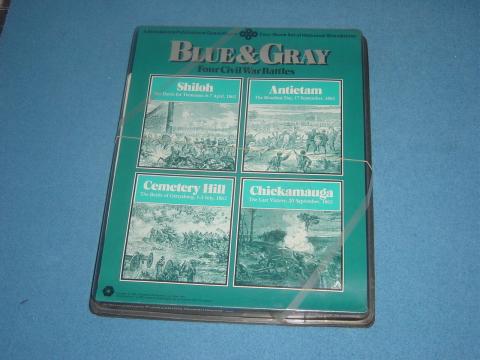 BLUE & GRAY
Four Civil War Battles
Shiloh
The Battle for Tennessee, 6-7 April, 1862
Antietam
The Bloodiest Day, 17 September, 1862
Cemetery Hill
The Battle of Gettysburg, 1-3 July, 1863
Chickamauga
The Last Victory, 20 September, 1863